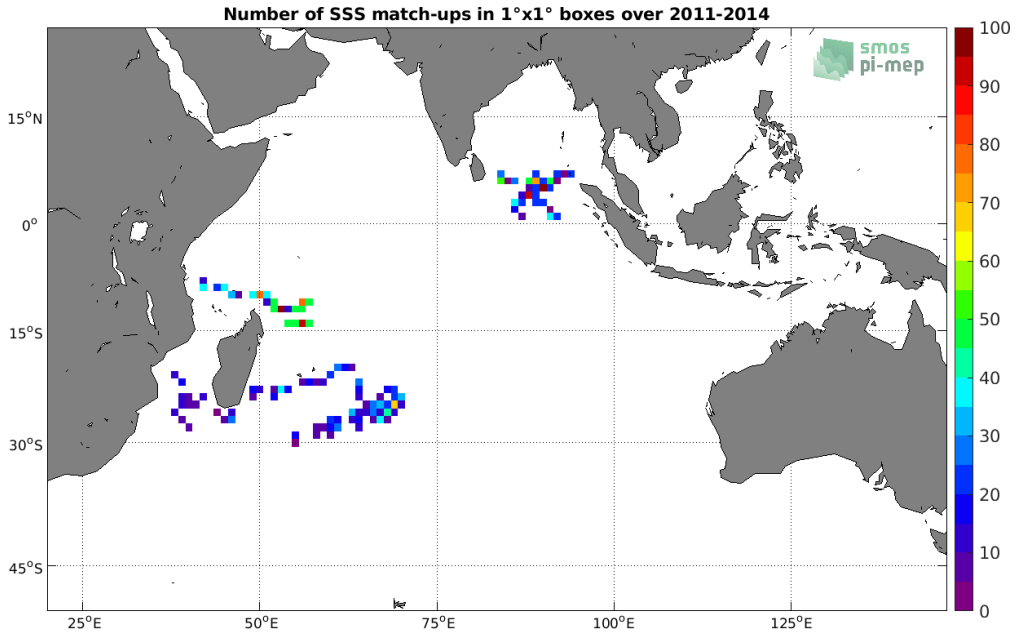 Number of SSS match-ups in 1°x1° boxes over 2011-2014
smos
pi-mep
15°N
0°
15°S
30°S
45°S
25°E
50°E
75°E
100°E
125°E
100
90
80
70
60
50
40
30
20
10
0